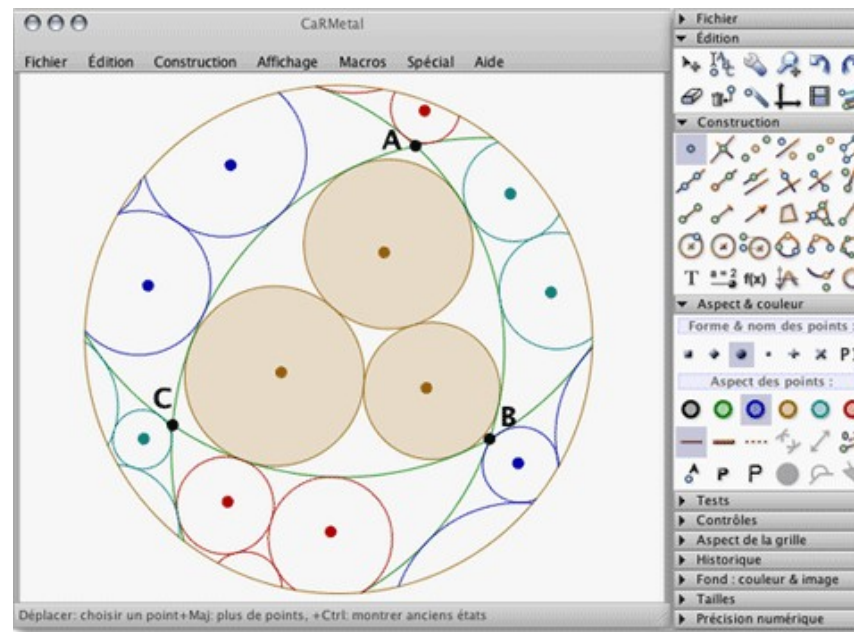 CaRMetal
Fichier Édition Construction Affichage Macros Spécial Aide
A
B
C
Déplacer: choisir un point+Maj: plus de points, +Ctrl: montrer anciens états
Fichier
Édition
Construction
T a=2 f(x)
Aspect & couleur
Forme & nom des points :
P
Aspect des points :
A P P
Tests
Contrôles
Aspect de la grille
Historique
Fond : couleur & image
Tailles
Précision numérique